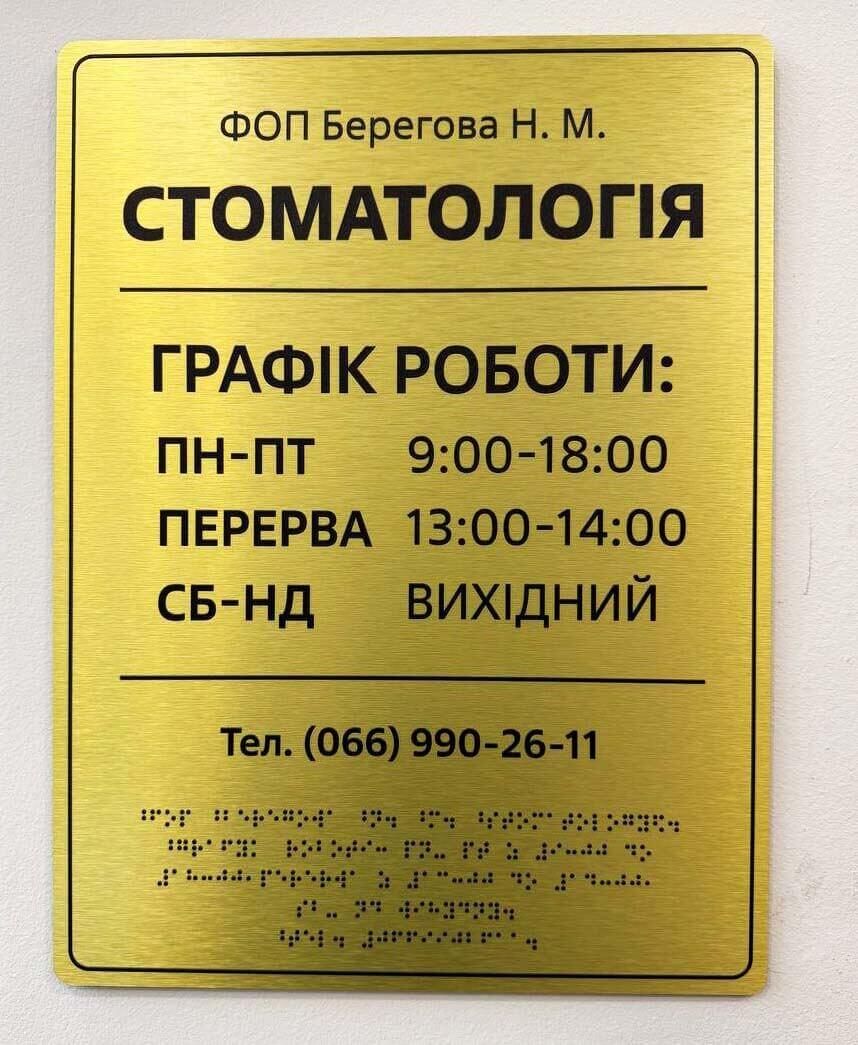 ФОП Берегова Н. М.
СТОМАТОЛОГІЯ
ГРАФІК РОБОТИ:
ПН-ПТ 9:00-18:00
ПЕРЕРВА 13:00-14:00
СБ-НД ВИХІДНИЙ
Тел. (066) 990-26-11